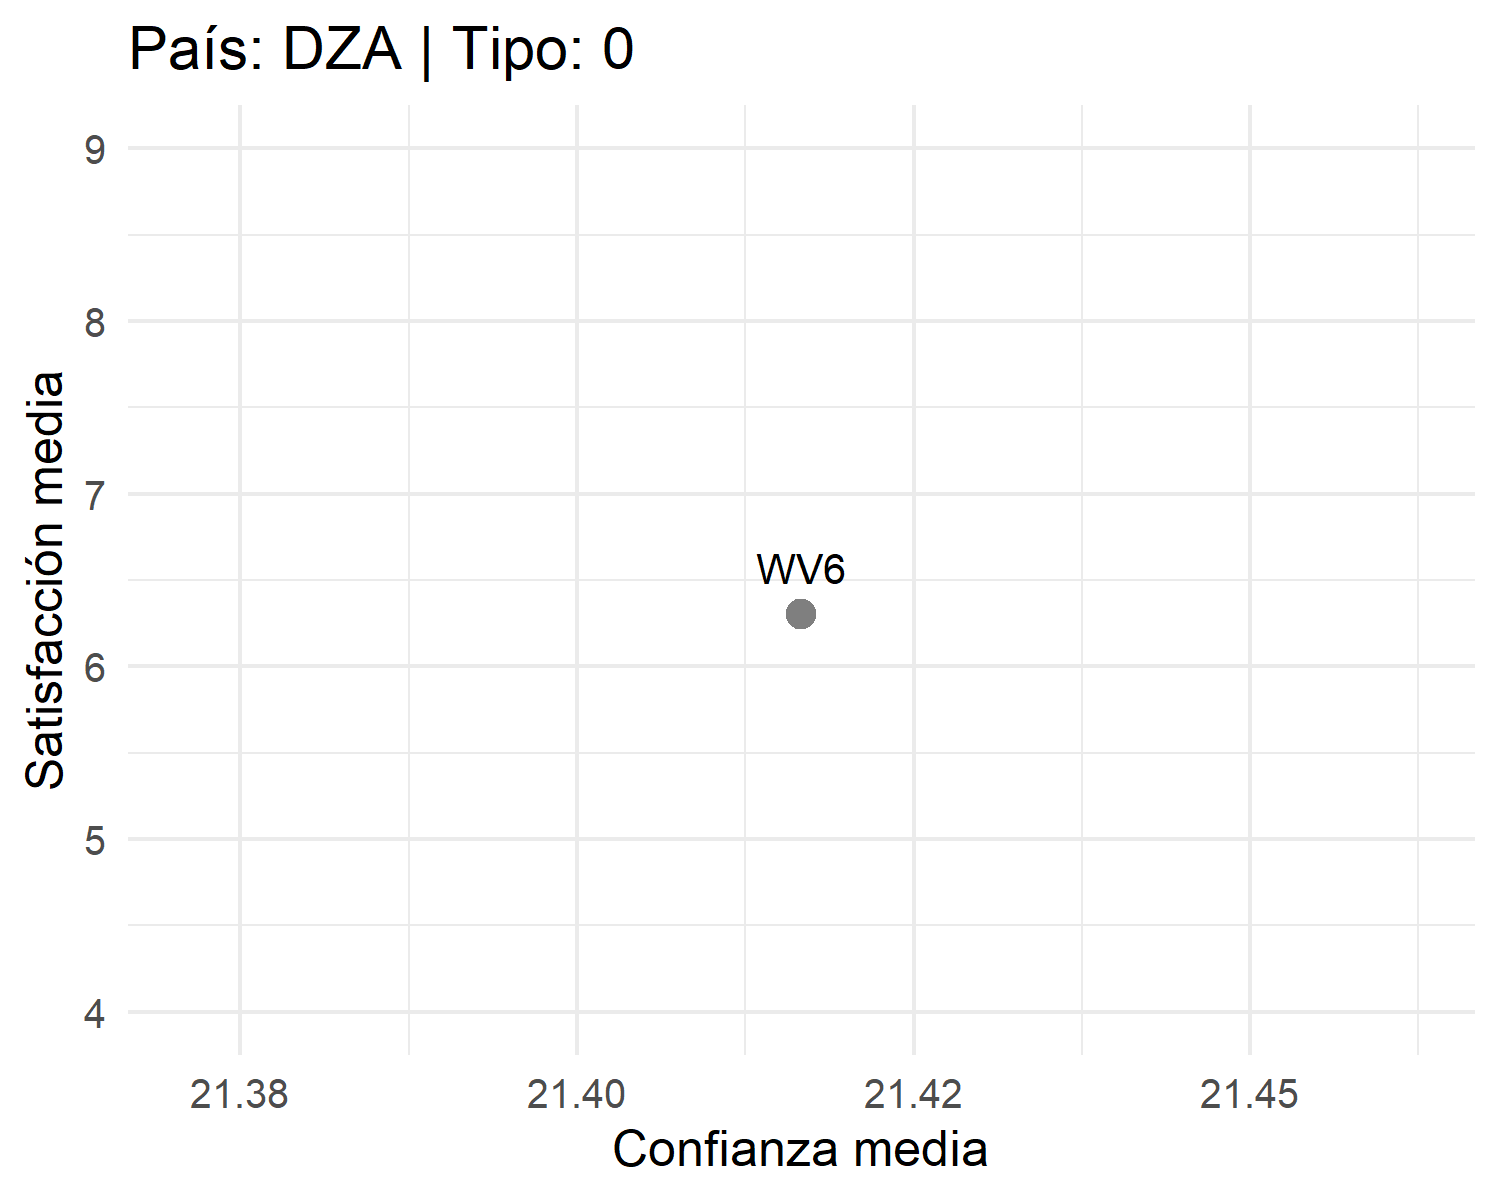 País: DZA | Tipo: 0
9
8
7
6
5
4
Satisfacción media
WV6
21.38
21.40
21.42
21.45
Confianza media